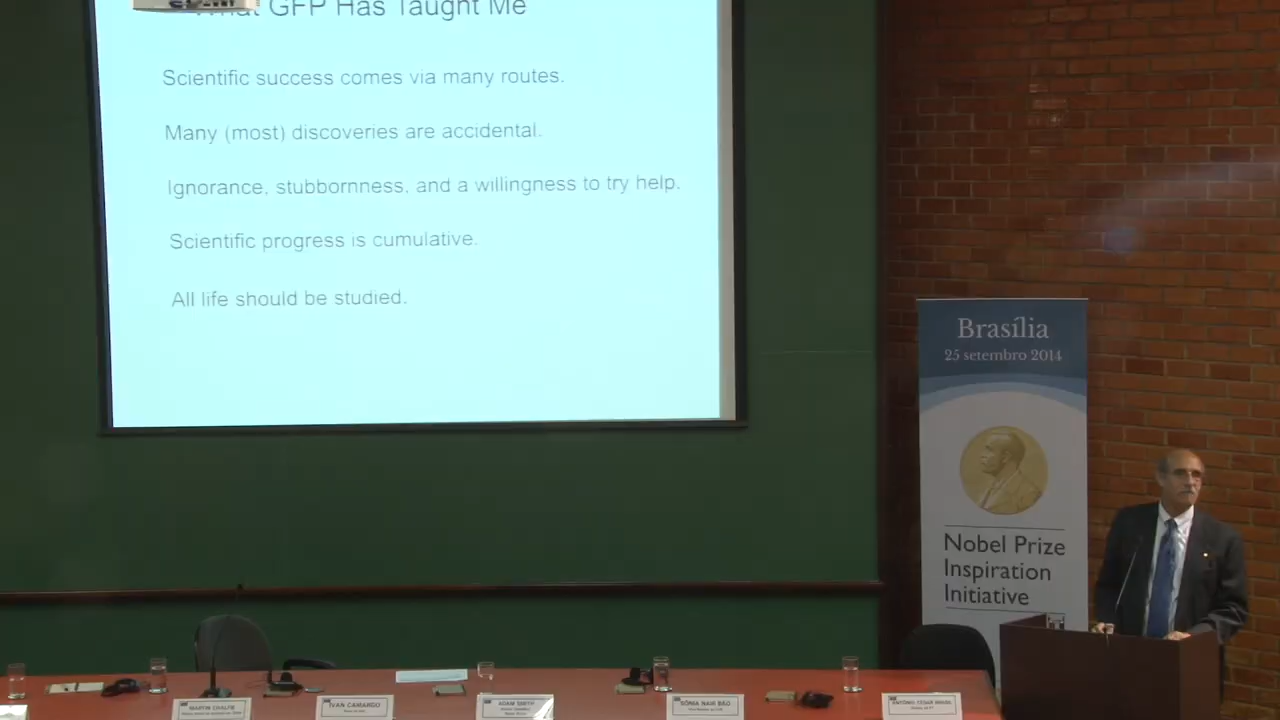 What GFP Has Taught Me
Scientific success comes via many routes.
Many (most) discoveries are accidental.
Ignorance, stubbornness, and a willingness to try help.
Scientific progress is cumulative.
All life should be studied.
Brasília
25 setembro 2014
Nobel Prize
Inspiration
Initiative
MARTIN CHALFIE
IVAN CAMARGO
ADAM SMITH
SÔNIA NAIR BÁO